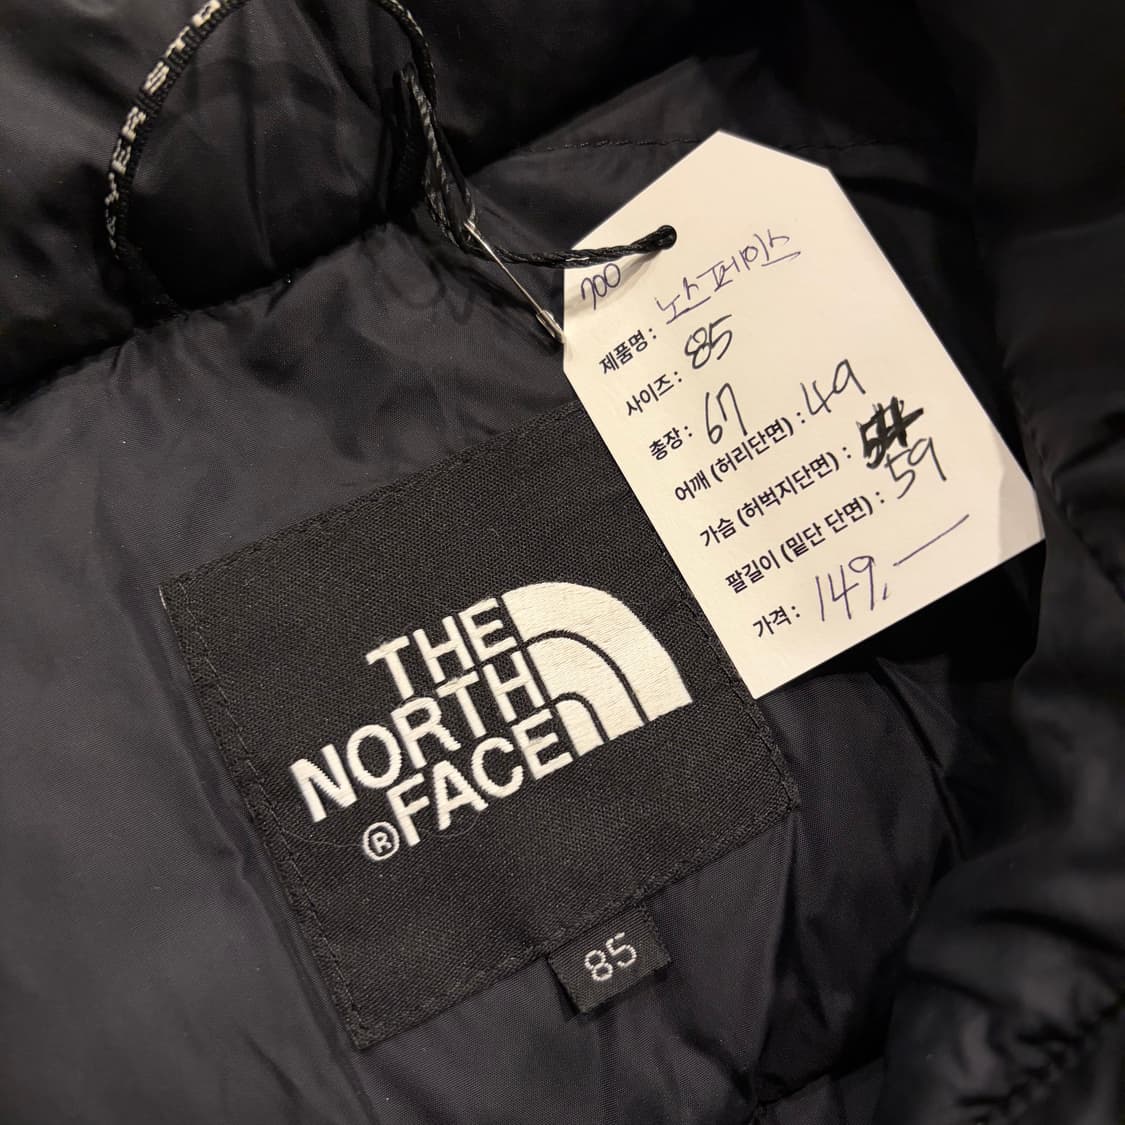 EVEREST
700
제품명 : 노스페이스
사이즈 : 85
총장 : 67
어깨 (허리단면) : 49
가슴 (허벅지단면) : 54
팔길이 (밑단 단면) : 59
가격 : 149,—
THE
NORTH
FACE
®
85